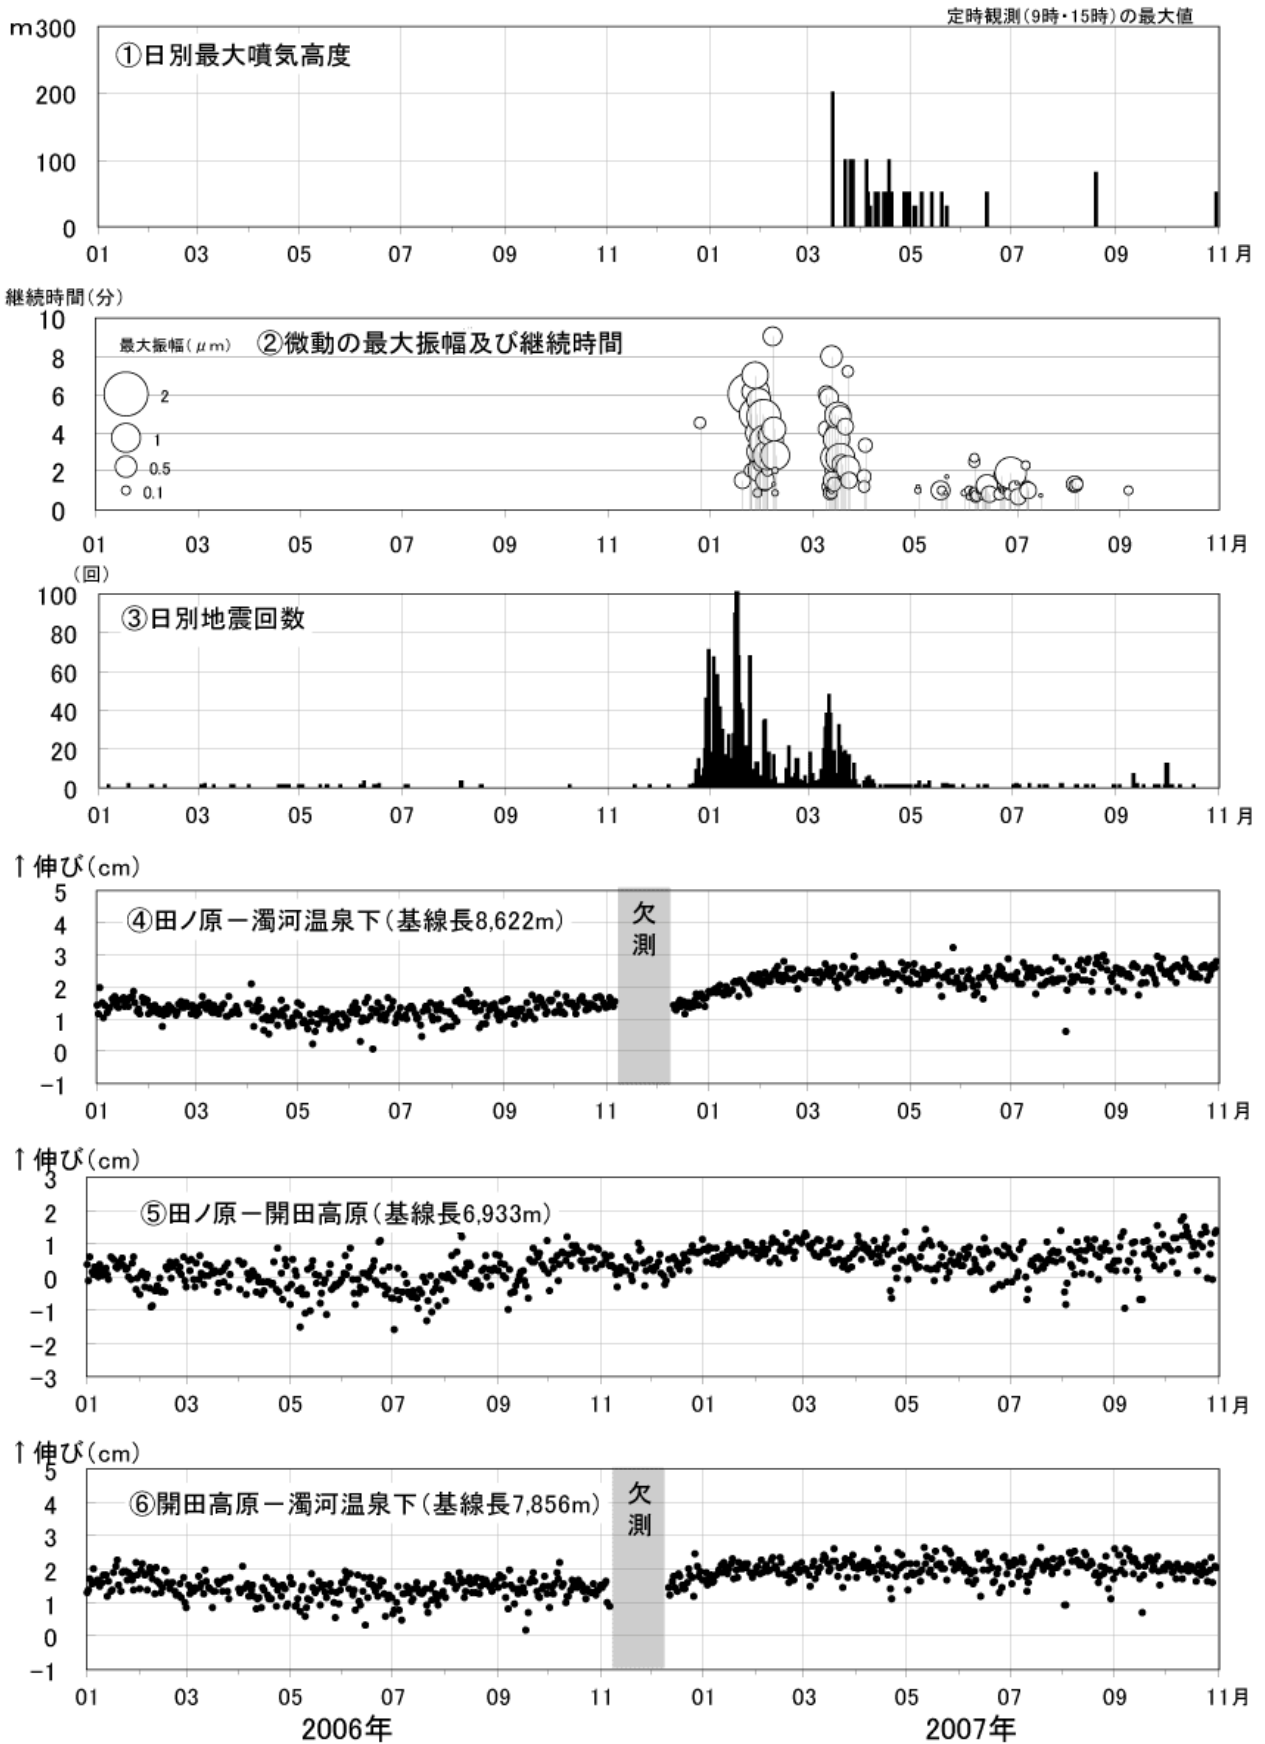 定時観測(9時・15時)の最大値
m300
①日別最大噴気高度
200
100
0
01 03 05 07 09 11 01 03 05 07 09 11月
継続時間(分)
10
最大振幅(μm) ②微動の最大振幅及び継続時間
8
6
2
4
1
2
0.5
0.1
0
01 03 05 07 09 11 01 03 05 07 09 11月
(回)
100
③日別地震回数
80
60
40
20
0
01 03 05 07 09 11 01 03 05 07 09 11月
↑伸び(cm)
5
④田ノ原－濁河温泉下(基線長8,622m)
欠測
4
3
2
1
0
−1
01 03 05 07 09 11 01 03 05 07 09 11月
↑伸び(cm)
3
⑤田ノ原－開田高原(基線長6,933m)
2
1
0
−1
−2
−3
01 03 05 07 09 11 01 03 05 07 09 11月
↑伸び(cm)
5
⑥開田高原－濁河温泉下(基線長7,856m)
欠測
4
3
2
1
0
−1
01 03 05 07 09 11 01 03 05 07 09 11月
2006年 2007年